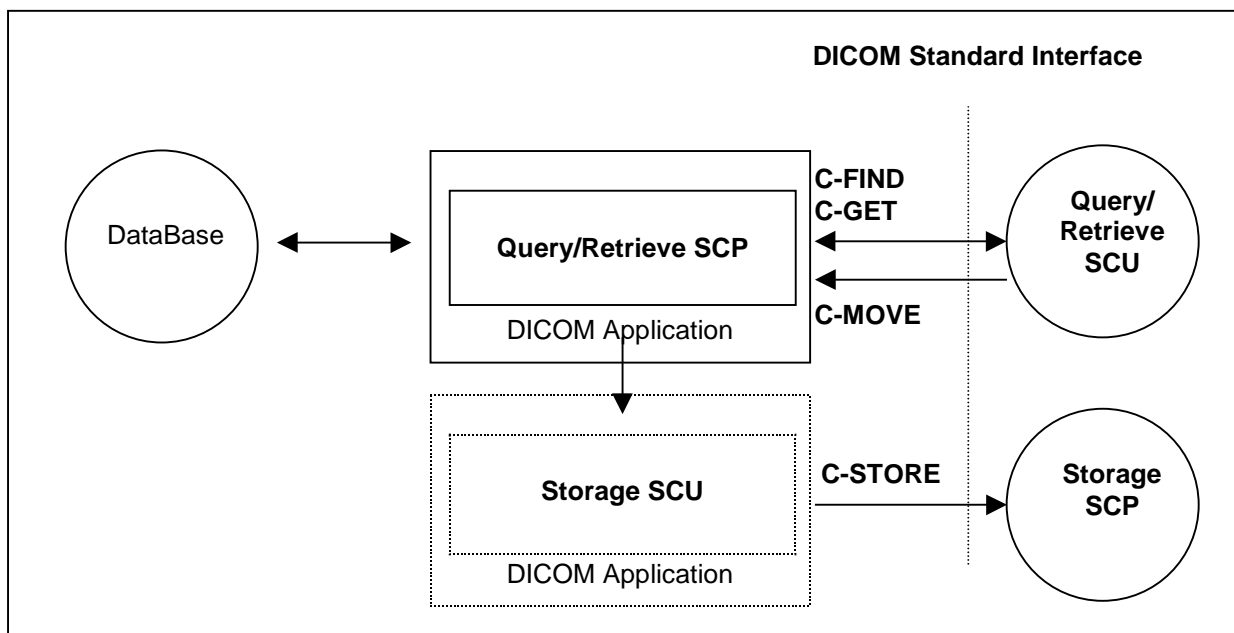 DICOM Standard Interface
DataBase
Query/Retrieve SCP
DICOM Application
C-FIND
C-GET
C-MOVE
Query/
Retrieve
SCU
Storage SCU
DICOM Application
C-STORE
Storage
SCP